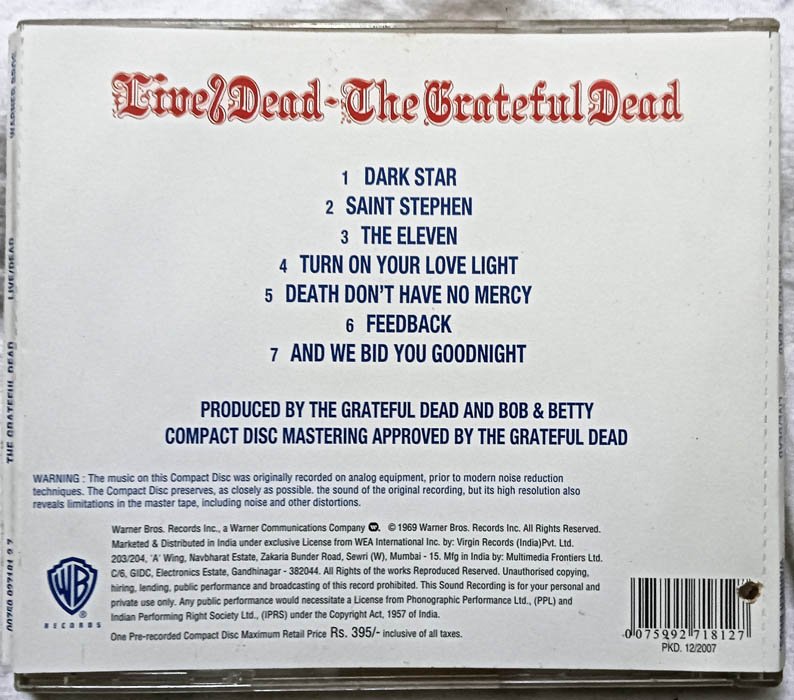 Live/Dead - The Grateful Dead
1 DARK STAR
2 SAINT STEPHEN
3 THE ELEVEN
4 TURN ON YOUR LOVE LIGHT
5 DEATH DON'T HAVE NO MERCY
6 FEEDBACK
7 AND WE BID YOU GOODNIGHT
PRODUCED BY THE GRATEFUL DEAD AND BOB & BETTY
COMPACT DISC MASTERING APPROVED BY THE GRATEFUL DEAD
WARNING : The music on this Compact Disc was originally recorded on analog equipment, prior to modern noise reduction
techniques. The Compact Disc preserves, as closely as possible. the sound of the original recording, but its high resolution also
reveals limitations in the master tape, including noise and other distortions.
Warner Bros. Records Inc., a Warner Communications Company © 1969 Warner Bros. Records Inc. All Rights Reserved.
Marketed & Distributed in India under exclusive License from WEA International Inc. by: Virgin Records (India)Pvt. Ltd.
203/204, 'A' Wing, Navbharat Estate, Zakaria Bunder Road, Sewri (W), Mumbai - 15. Mfg in India by: Multimedia Frontiers Ltd.
C/6, GIDC, Electronics Estate, Gandhinagar - 382044. All Rights of the works Reproduced Reserved. Unauthorised copying,
hiring, lending, public performance and broadcasting of this record prohibited. This Sound Recording is for your personal and
private use only. Any public performance would necessitate a License from Phonographic Performance Ltd., (PPL) and
Indian Performing Right Society Ltd., (IPRS) under the Copyright Act, 1957 of India.
One Pre-recorded Compact Disc Maximum Retail Price Rs. 395/- inclusive of all taxes.
WB
RECORDS
0 75992 71812 7
PKD. 12/2007
THE GRATEFUL DEAD LIVE/DEAD WARNER BROS